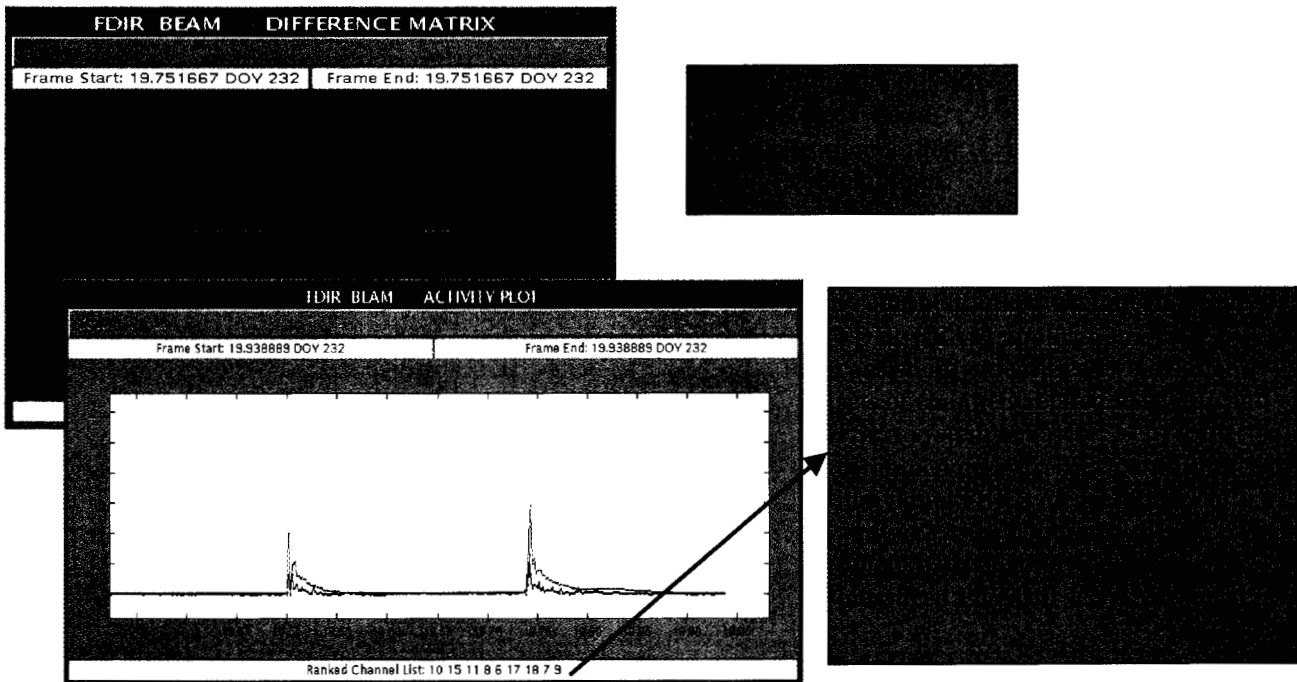 FDIR BEAM DIFFERENCE MATRIX
Frame Start: 19.751667 DOY 232 Frame End: 19.751667 DOY 232
FDIR BEAM ACTIVITY PLOT
Frame Start: 19.938889 DOY 232 Frame End: 19.938889 DOY 232
Ranked Channel List: 10 15 11 8 6 17 18 7 9